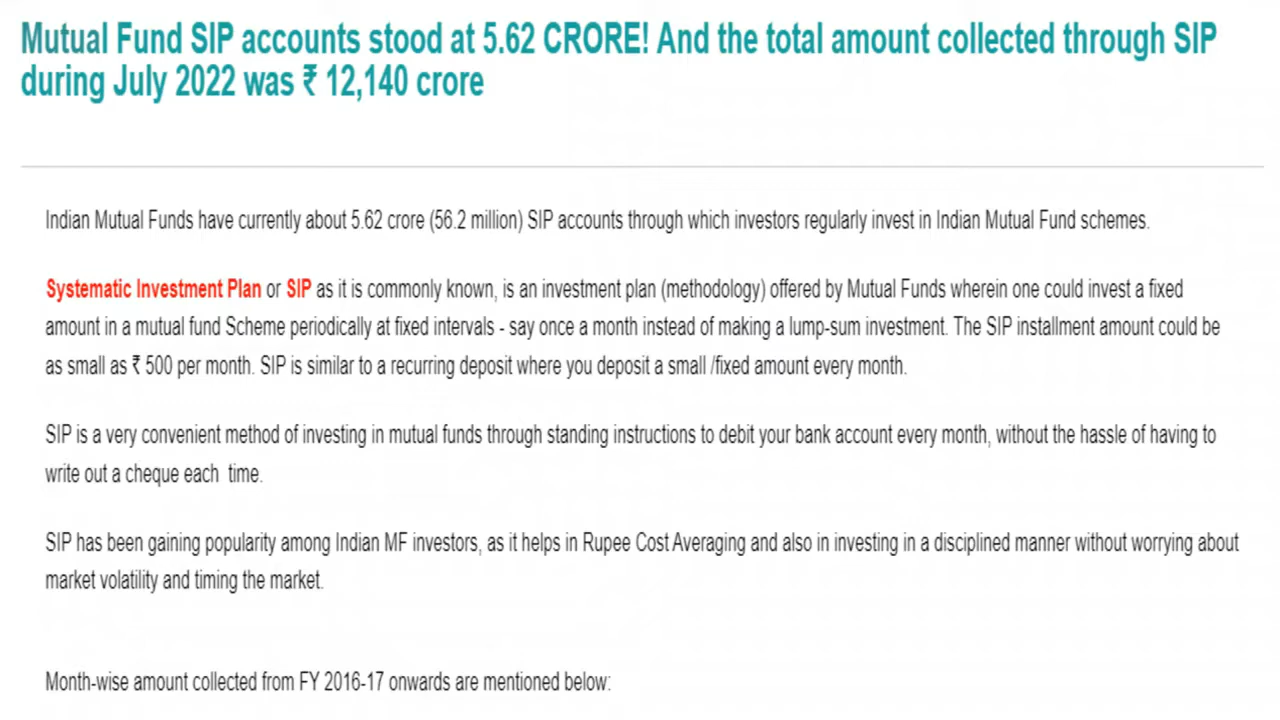 Mutual Fund SIP accounts stood at 5.62 CRORE! And the total amount collected through SIP
during July 2022 was ₹ 12,140 crore
Indian Mutual Funds have currently about 5.62 crore (56.2 million) SIP accounts through which investors regularly invest in Indian Mutual Fund schemes.
Systematic Investment Plan or SIP as it is commonly known, is an investment plan (methodology) offered by Mutual Funds wherein one could invest a fixed
amount in a mutual fund Scheme periodically at fixed intervals - say once a month instead of making a lump-sum investment. The SIP installment amount could be
as small as ₹ 500 per month. SIP is similar to a recurring deposit where you deposit a small /fixed amount every month.
SIP is a very convenient method of investing in mutual funds through standing instructions to debit your bank account every month, without the hassle of having to
write out a cheque each time.
SIP has been gaining popularity among Indian MF investors, as it helps in Rupee Cost Averaging and also in investing in a disciplined manner without worrying about
market volatility and timing the market.
Month-wise amount collected from FY 2016-17 onwards are mentioned below: